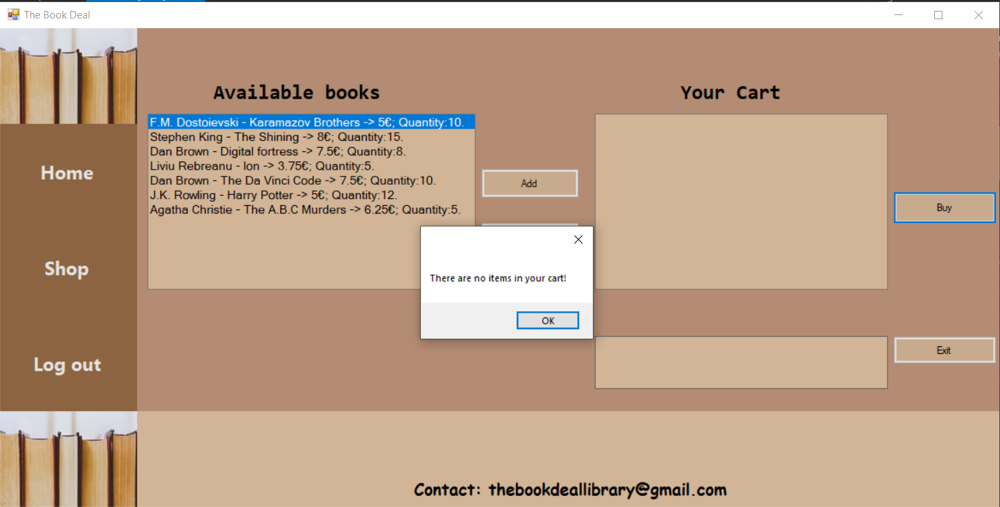 The Book Deal
Available books
Your Cart
F.M. Dostoievski - Karamazov Brothers -> 5€; Quantity:10.
Stephen King - The Shining -> 8€; Quantity:15.
Dan Brown - Digital fortress -> 7.5€; Quantity:8.
Liviu Rebreanu - Ion -> 3.75€; Quantity:5.
Dan Brown - The Da Vinci Code -> 7.5€; Quantity:10.
J.K. Rowling - Harry Potter -> 5€; Quantity:12.
Agatha Christie - The A.B.C Murders -> 6.25€; Quantity:5.
Home
Shop
Log out
Add
Buy
There are no items in your cart!
OK
Exit
Contact: thebookdeallibrary@gmail.com